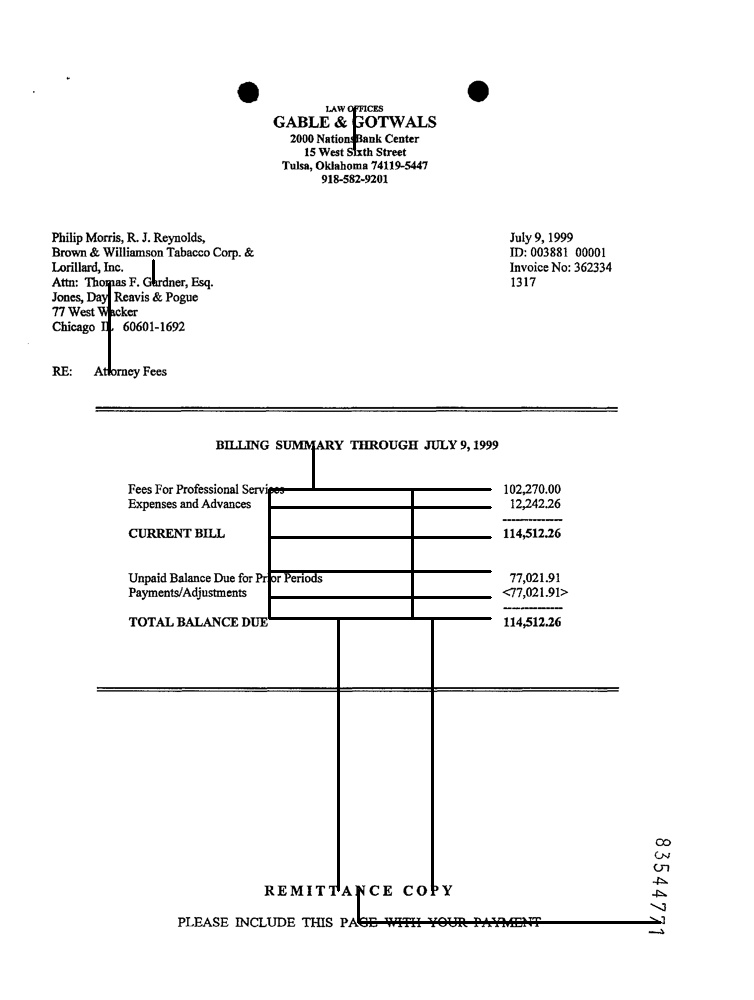 LAW OFFICES
GABLE & GOTWALS
2000 NationsBank Center
15 West Sixth Street
Tulsa, Oklahoma 74119-5447
918-582-9201
Philip Morris, R. J. Reynolds,
Brown & Williamson Tabacco Corp. &
Lorillard, Inc.
Attn: Thomas F. Gardner, Esq.
Jones, Day Reavis & Pogue
77 West Wacker
Chicago IL 60601-1692
July 9, 1999
ID: 003881 00001
Invoice No: 362334
1317
RE: Attorney Fees
BILLING SUMMARY THROUGH JULY 9, 1999
Fees For Professional Services 102,270.00
Expenses and Advances 12,242.26
CURRENT BILL 114,512.26
Unpaid Balance Due for Prior Periods 77,021.91
Payments/Adjustments <77,021.91>
TOTAL BALANCE DUE 114,512.26
REMITTANCE COPY
PLEASE INCLUDE THIS PAGE WITH YOUR PAYMENT
83544771